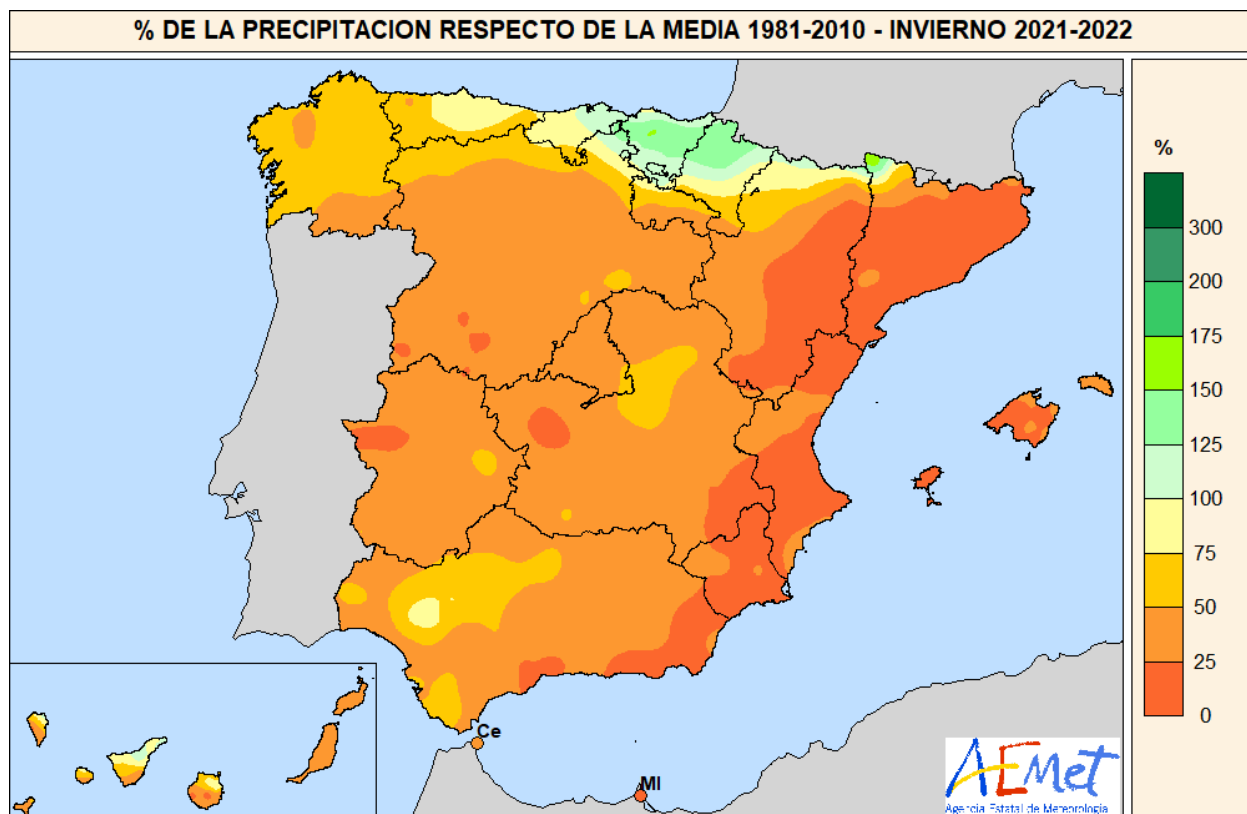 % DE LA PRECIPITACION RESPECTO DE LA MEDIA 1981-2010 - INVIERNO 2021-2022
%
300
200
175
150
125
100
75
50
25
0
Ce
Ml
AEMet
Agencia Estatal de Meteorología